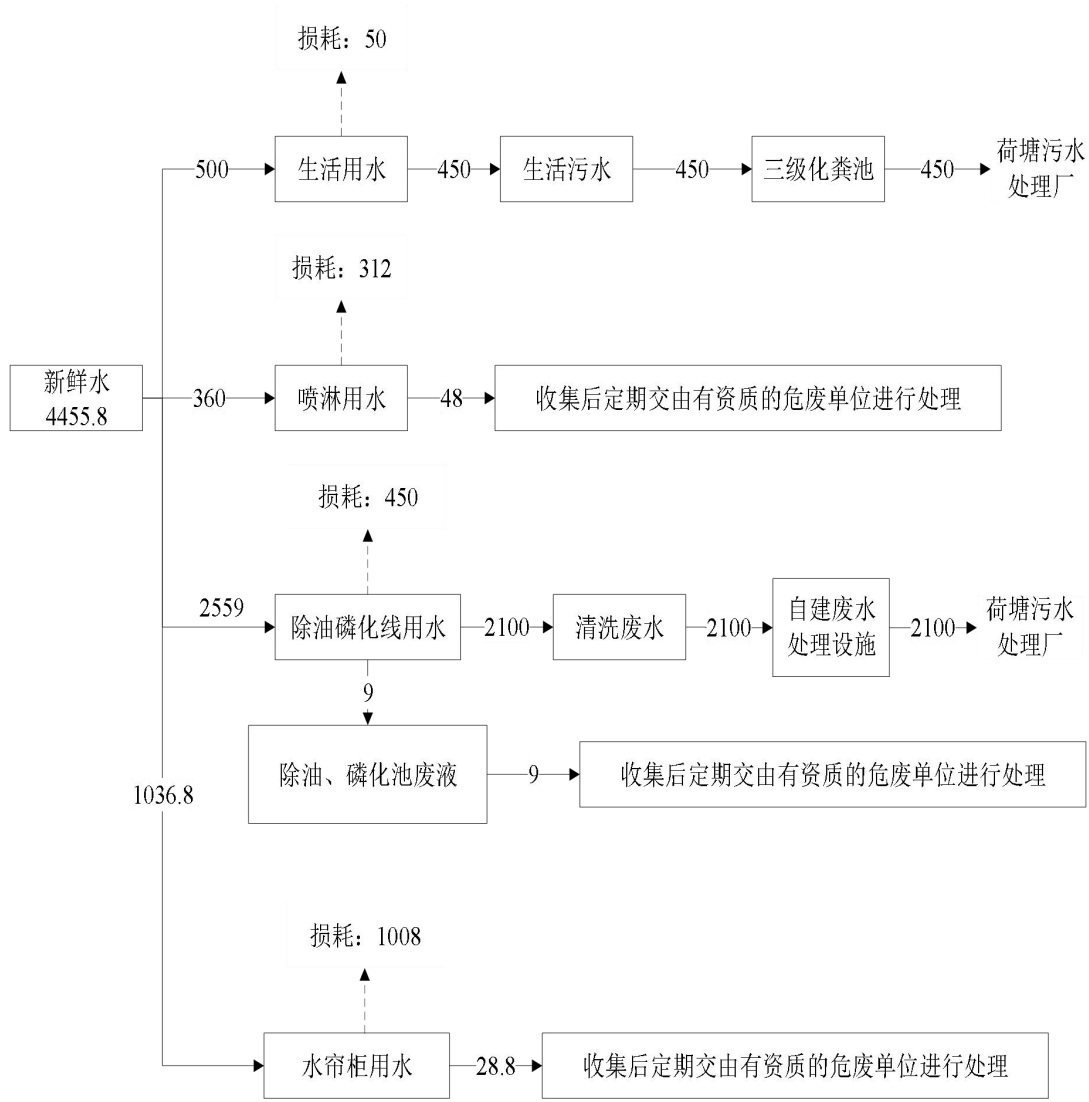 损耗：50
500
生活用水
450
生活污水
450
三级化粪池
450
荷塘污水
处理厂
损耗：312
新鲜水
4455.8
360
喷淋用水
48
收集后定期交由有资质的危废单位进行处理
损耗：450
2559
除油磷化线用水
2100
清洗废水
2100
自建废水
处理设施
2100
荷塘污水
处理厂
9
除油、磷化池废液
9
收集后定期交由有资质的危废单位进行处理
1036.8
损耗：1008
水帘柜用水
28.8
收集后定期交由有资质的危废单位进行处理